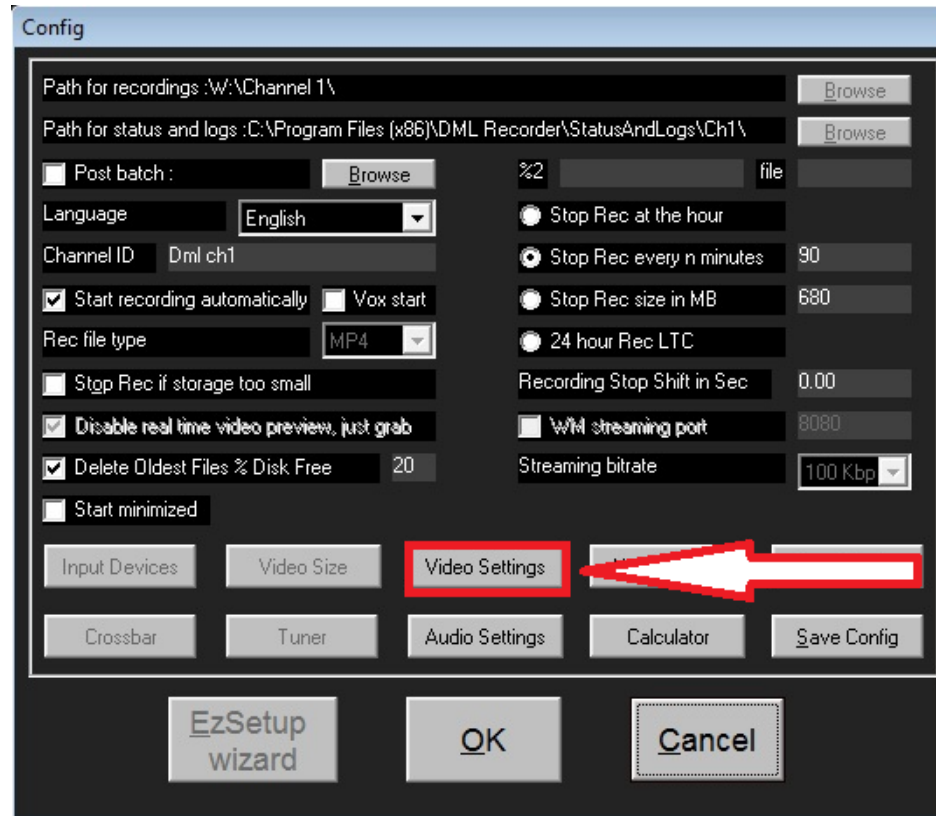 Config
Path for recordings :W:\Channel 1\ Browse
Path for status and logs :C:\Program Files (x86)\DML Recorder\StatusAndLogs\Ch1\ Browse
Post batch : Browse %2 file
Language English Stop Rec at the hour
Channel ID Dml ch1 Stop Rec every n minutes 90
Start recording automatically Vox start Stop Rec size in MB 680
Rec file type MP4 24 hour Rec LTC
Stop Rec if storage too small Recording Stop Shift in Sec 0.00
Disable real time video preview, just grab WM streaming port 8080
Delete Oldest Files % Disk Free 20 Streaming bitrate 100 Kbp
Start minimized
Input Devices Video Size Video Settings
Crossbar Tuner Audio Settings Calculator Save Config
EzSetup wizard OK Cancel